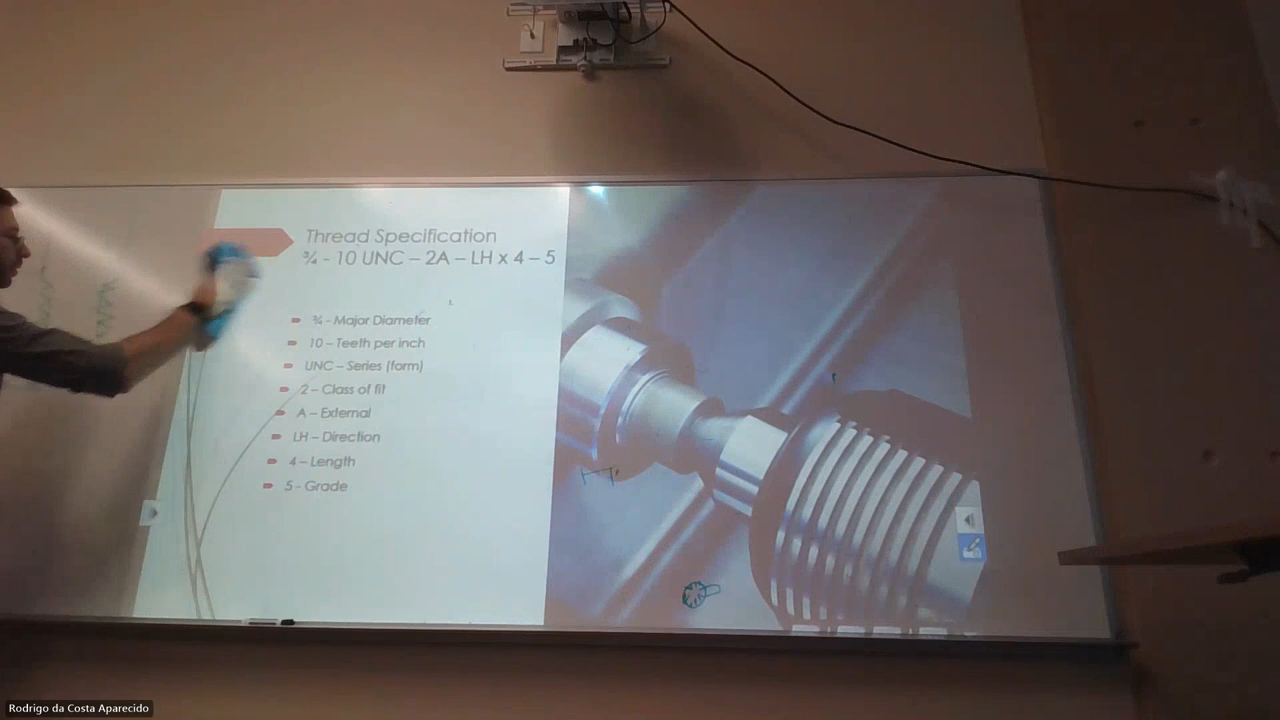 Thread Specification
¾ - 10 UNC – 2A – LH x 4 – 5
¾ - Major Diameter
10 – Teeth per inch
UNC – Series (form)
2 – Class of fit
A – External
LH – Direction
4 – Length
5 - Grade
Rodrigo da Costa Aparecido